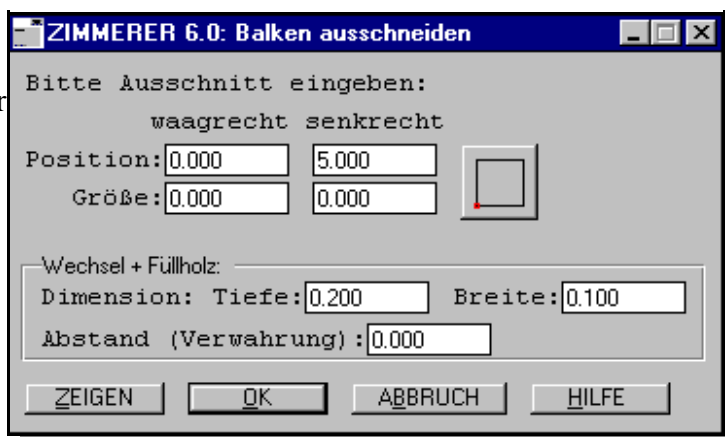 ZIMMERER 6.0: Balken ausschneiden
Bitte Ausschnitt eingeben:
r
waagrecht senkrecht
Position: 0.000 5.000
Größe: 0.000 0.000
Wechsel + Füllholz:
Dimension: Tiefe: 0.200 Breite: 0.100
Abstand (Verwahrung): 0.000
ZEIGEN OK ABBRUCH HILFE